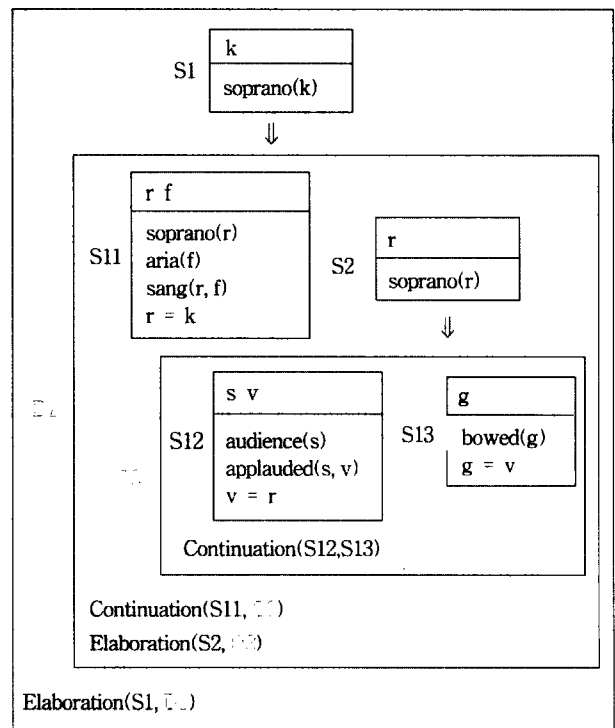 k
S1
soprano(k)
⇓
r f
soprano(r)
S11
aria(f)
sang(r, f)
r = k
r
S2
soprano(r)
⇓
s v
S12
audience(s)
applauded(s, v)
v = r
g
S13
bowed(g)
g = v
Continuation(S12,S13)
Continuation(S11,
Elaboration(S2,
Elaboration(S1,